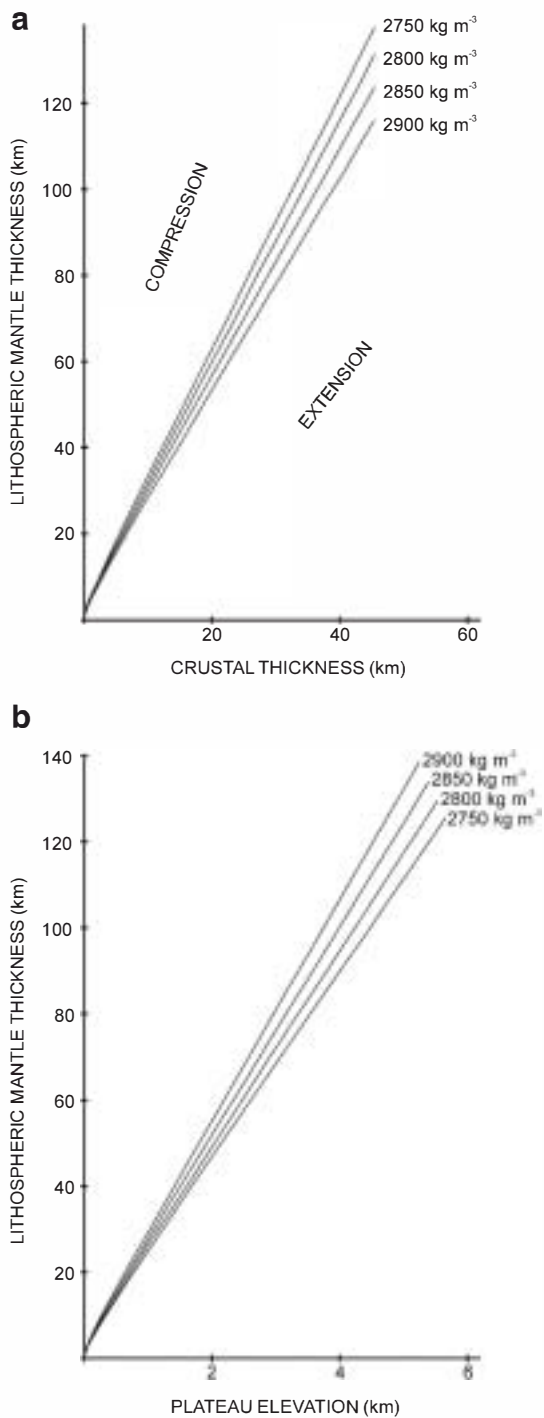 a
2750 kg m⁻³
2800 kg m⁻³
2850 kg m⁻³
2900 kg m⁻³
120
100
80
60
40
20
LITHOSPHERIC MANTLE THICKNESS (km)
COMPRESSION
EXTENSION
20 40 60
CRUSTAL THICKNESS (km)
b
140
120
100
80
60
40
20
LITHOSPHERIC MANTLE THICKNESS (km)
2900 kg m⁻³
2850 kg m⁻³
2800 kg m⁻³
2750 kg m⁻³
2 4 6
PLATEAU ELEVATION (km)